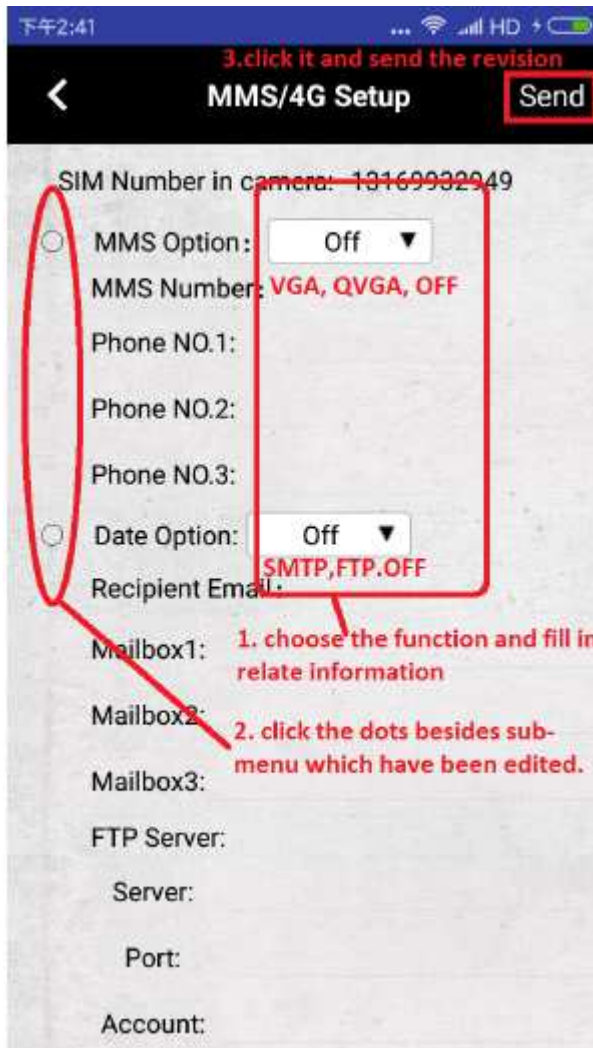 下午2:41 ... HD
3.click it and send the revision
MMS/4G Setup Send
SIM Number in camera: 13169932949
MMS Option: Off ▼
MMS Number: VGA, QVGA, OFF
Phone NO.1:
Phone NO.2:
Phone NO.3:
Date Option: Off ▼
SMTP,FTP.OFF
Recipient Email:
Mailbox1: 1. choose the function and fill in
relate information
Mailbox2: 2. click the dots besides sub-
menu which have been edited.
Mailbox3:
FTP Server:
Server:
Port:
Account: